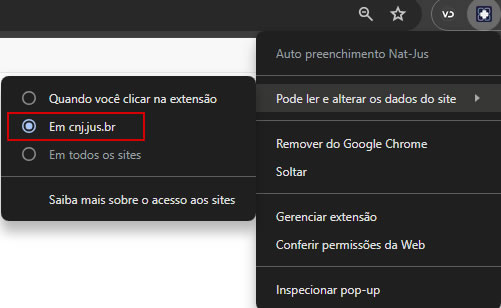 VD
Auto preenchimento Nat-Jus
Quando você clicar na extensão
Pode ler e alterar os dados do site
Em cnj.jus.br
Em todos os sites
Remover do Google Chrome
Soltar
Saiba mais sobre o acesso aos sites
Gerenciar extensão
Conferir permissões da Web
Inspecionar pop-up